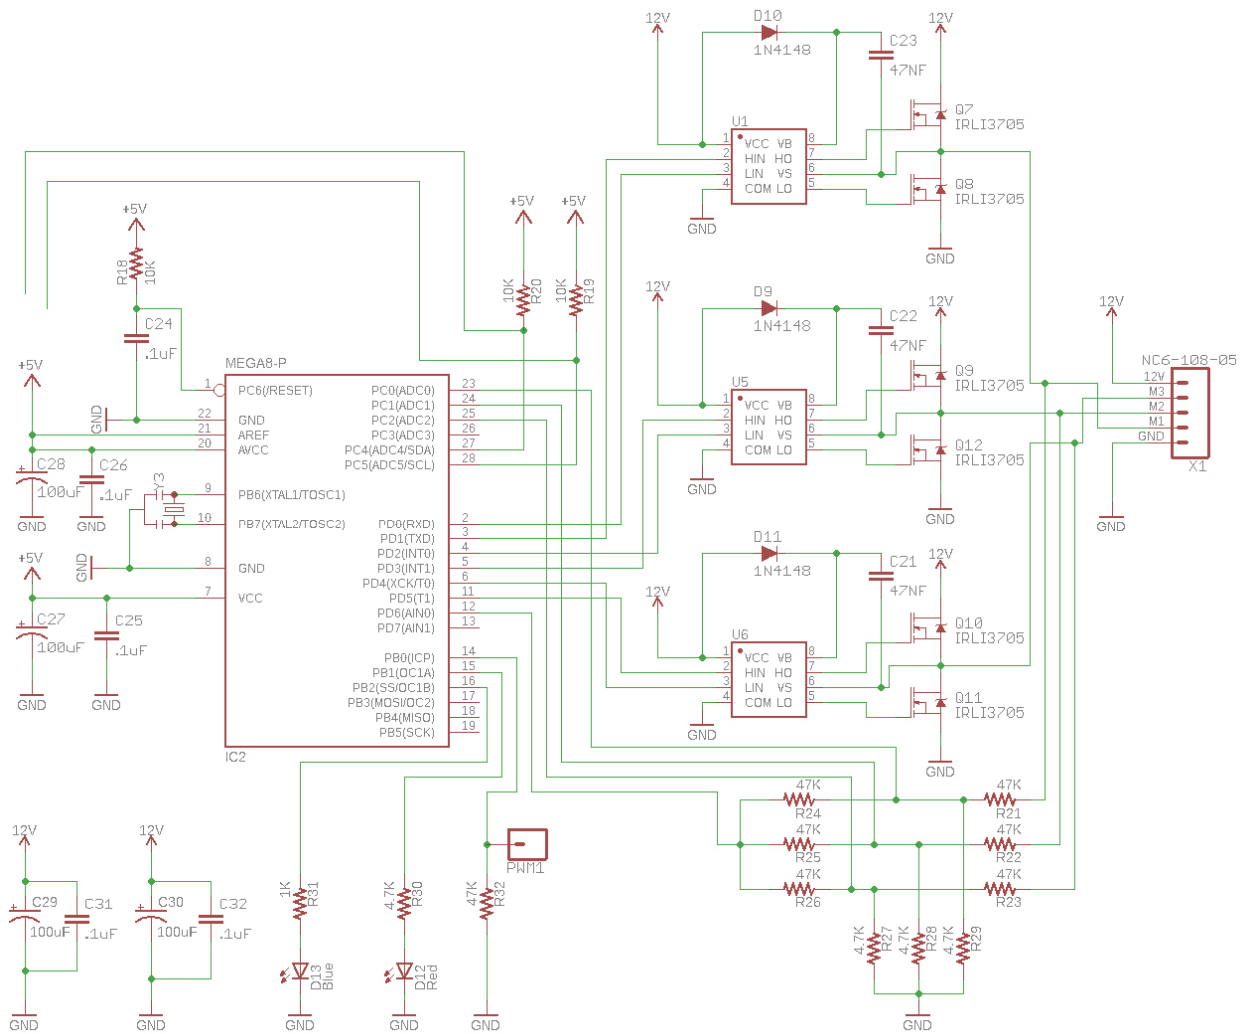 12V
D10
1N4148
C23
47NF
12V
Q7
IRLI3705
U1
1 VCC VB 8
2 HIN HO 7
3 LIN VS 6
4 COM LO 5
Q8
IRLI3705
GND
GND
+5V
R18
10K
C24
.1uF
+5V
+5V
10K
R20
10K
R19
12V
D9
1N4148
C22
47NF
12V
Q9
IRLI3705
U5
1 VCC VB 8
2 HIN HO 7
3 LIN VS 6
4 COM LO 5
Q12
IRLI3705
GND
GND
12V
NC6-108-05
12V
M3
M2
M1
GND
X1
GND
+5V
GND
MEGA8-P
1 PC6(/RESET) PC0(ADC0) 23
PC1(ADC1) 24
22 GND PC2(ADC2) 25
21 AREF PC3(ADC3) 26
20 AVCC PC4(ADC4/SDA) 27
PC5(ADC5/SCL) 28
9 PB6(XTAL1/TOSC1)
10 PB7(XTAL2/TOSC2) PD0(RXD) 2
PD1(TXD) 3
PD2(INT0) 4
8 GND PD3(INT1) 5
PD4(XCK/T0) 6
7 VCC PD5(T1) 11
PD6(AIN0) 12
PD7(AIN1) 13
PB0(ICP) 14
PB1(OC1A) 15
PB2(SS/OC1B) 16
PB3(MOSI/OC2) 17
PB4(MISO) 18
PB5(SCK) 19
IC2
C28
100uF
C26
.1uF
GND
GND
Y3
GND
+5V
C27
100uF
C25
.1uF
GND
GND
D11
1N4148
C21
47NF
12V
12V
Q10
IRLI3705
U6
1 VCC VB 8
2 HIN HO 7
3 LIN VS 6
4 COM LO 5
Q11
IRLI3705
GND
GND
47K
R24
47K
R21
47K
R25
47K
R22
47K
R26
47K
R23
4.7K
R27
4.7K
R28
4.7K
R29
GND
12V
C29
100uF
C31
.1uF
GND
12V
C30
100uF
C32
.1uF
GND
1K
R31
D13
Blue
GND
4.7K
R30
D12
Red
GND
PWM1
47K
R32
GND